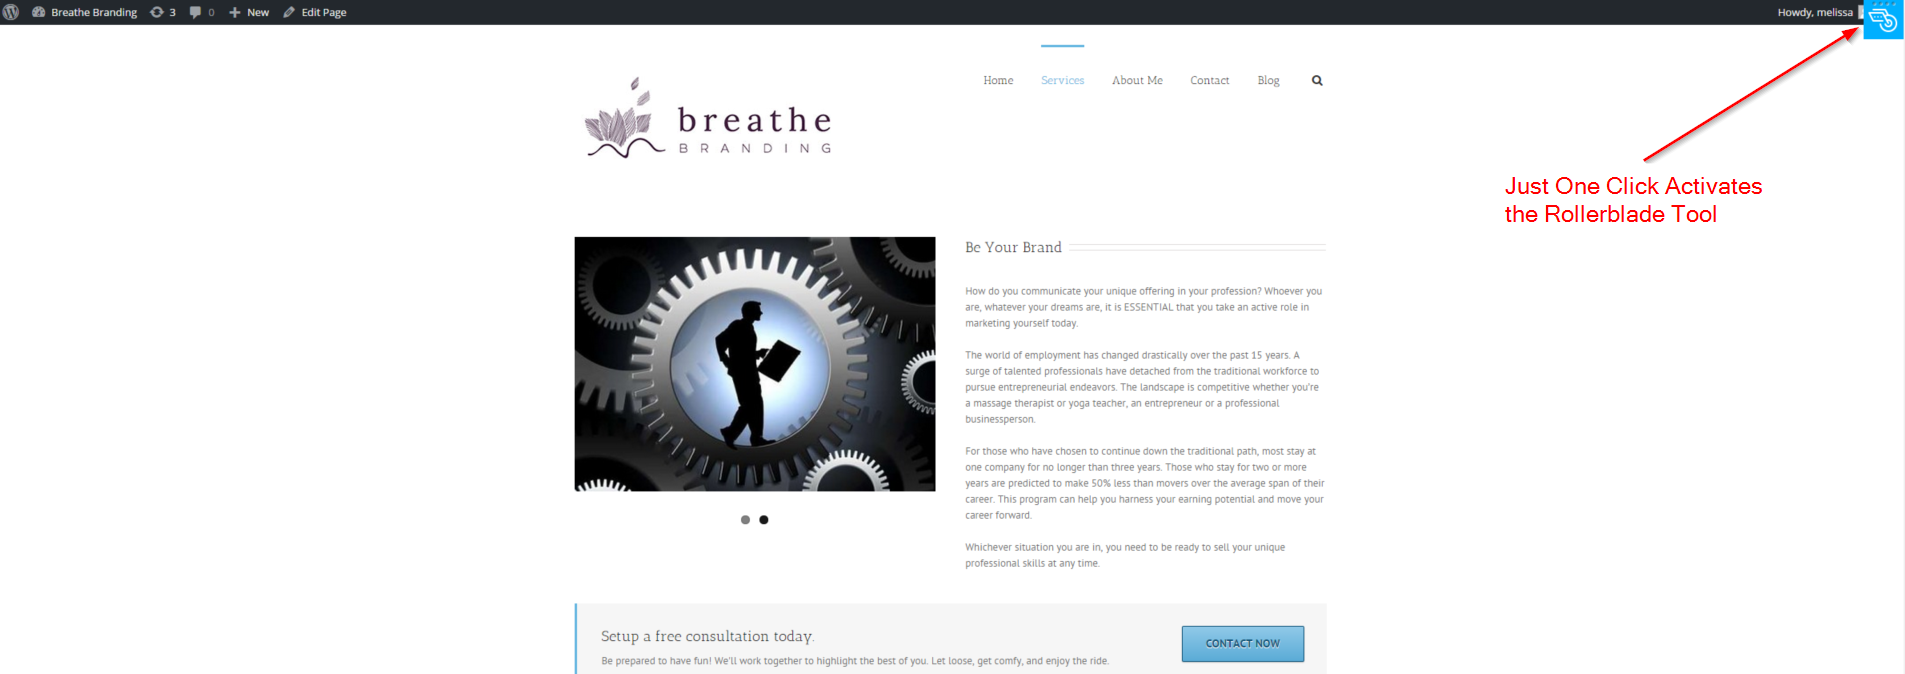 Breathe Branding 3 0 New Edit Page Howdy, melissa
Home Services About Me Contact Blog
breathe
BRANDING
Just One Click Activates
the Rollerblade Tool
Be Your Brand
How do you communicate your unique offering in your profession? Whoever you
are, whatever your dreams are, it is ESSENTIAL that you take an active role in
marketing yourself today.
The world of employment has changed drastically over the past 15 years. A
surge of talented professionals have detached from the traditional workforce to
pursue entrepreneurial endeavors. The landscape is competitive whether you're
a massage therapist or yoga teacher, an entrepreneur or a professional
businessperson.
For those who have chosen to continue down the traditional path, most stay at
one company for no longer than three years. Those who stay for two or more
years are predicted to make 50% less than movers over the average span of their
career. This program can help you harness your earning potential and move your
career forward.
Whichever situation you are in, you need to be ready to sell your unique
professional skills at any time.
Setup a free consultation today.
Be prepared to have fun! We'll work together to highlight the best of you. Let loose, get comfy, and enjoy the ride.
CONTACT NOW